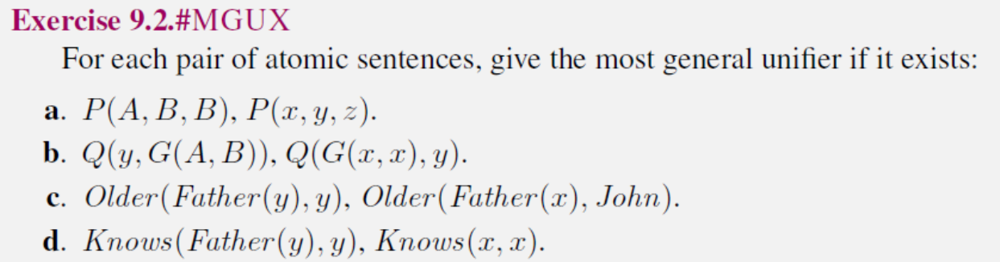 Exercise 9.2.#MGUX
For each pair of atomic sentences, give the most general unifier if it exists:
a. P(A, B, B), P(x, y, z).
b. Q(y, G(A, B)), Q(G(x, x), y).
c. Older(Father(y), y), Older(Father(x), John).
d. Knows(Father(y), y), Knows(x, x).